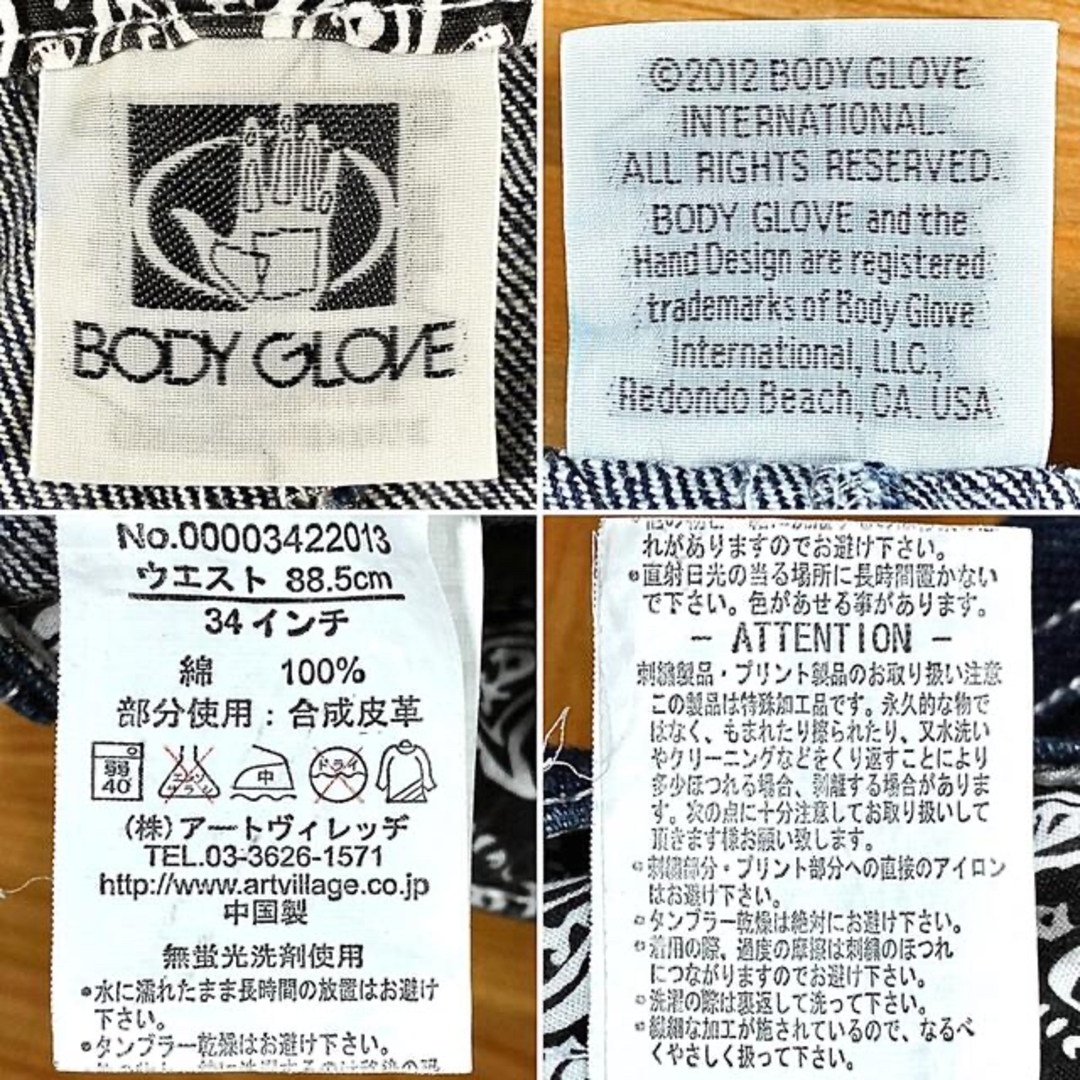 BODY GLOVE
©2012 BODY GLOVE
INTERNATIONAL.
ALL RIGHTS RESERVED.
BODY GLOVE and the
Hand Design are registered
trademarks of Body Glove
International, LLC.,
Redondo Beach, CA. USA
No.00003422013
ウエスト 88.5cm
34インチ
綿 100%
部分使用：合成皮革
弱
40
エンソ
サラシ
中
ドライ
(株)アートヴィレッヂ
TEL.03-3626-1571
http://www.artvillage.co.jp
中国製
無蛍光洗剤使用
•水に濡れたまま長時間の放置はお避け
下さい。
•タンブラー乾燥はお避け下さい。
れがありますのでお避け下さい。
•直射日光の当る場所に長時間置かない
で下さい。色があせる事があります。
- ATTENTION -
刺繍製品・プリント製品のお取り扱い注意
この製品は特殊加工品です。永久的な物で
はなく、もまれたり擦られたり、又水洗い
やクリーニングなどをくり返すことにより
多少ほつれる場合、剥離する場合がありま
す。次の点に十分注意してお取り扱いして
頂きます様お願い致します。
•刺繍部分・プリント部分への直接のアイロン
はお避け下さい。
•タンブラー乾燥は絶対にお避け下さい。
•着用の際、過度の摩擦は刺繍のほつれ
につながりますのでお避け下さい。
•洗濯の際は裏返して洗って下さい。
•繊細な加工が施されているので、なるべ
くやさしく扱って下さい。